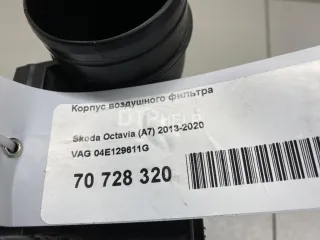 Корпус воздушного фильтра
Skoda Octavia (A7) 2013-2020
VAG 04E129611G
70 728 320